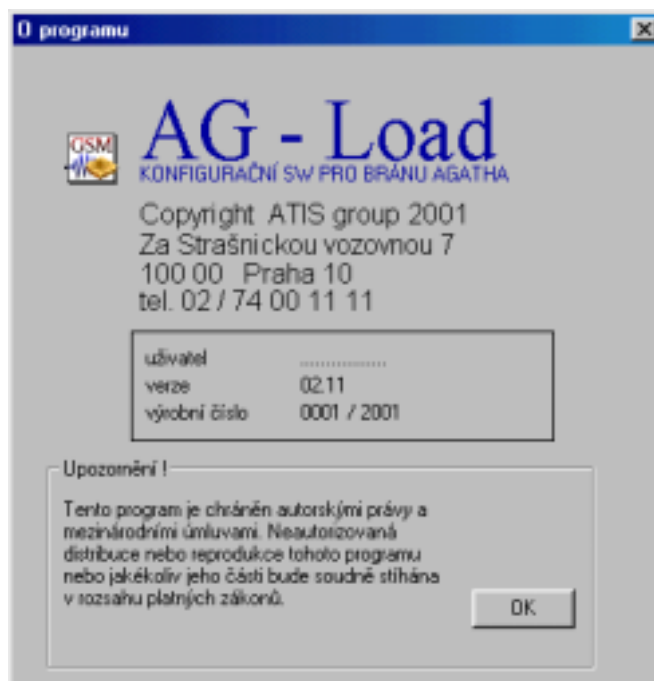 O programu
GSM
AG - Load
KONFIGURAČNÍ SW PRO BRÁNU AGATHA
Copyright ATIS group 2001
Za Strašnickou vozovnou 7
100 00 Praha 10
tel. 02 / 74 00 11 11
uživatel ................
verze 02.11
výrobní číslo 0001 / 2001
Upozornění !
Tento program je chráněn autorskými právy a
mezinárodními úmluvami. Neautorizovaná
distribuce nebo reprodukce tohoto programu
nebo jakékoliv jeho části bude soudně stíhána
v rozsahu platných zákonů.
OK